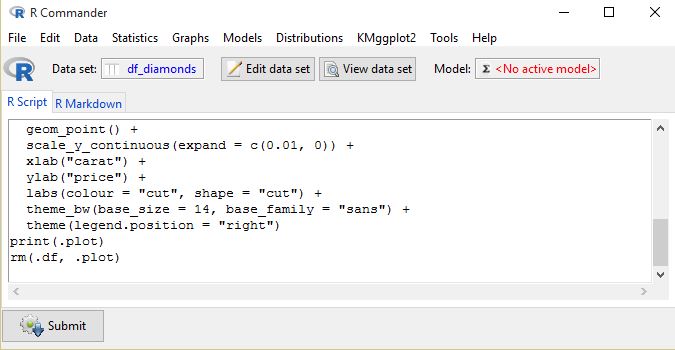 R Commander
File Edit Data Statistics Graphs Models Distributions KMggplot2 Tools Help
R Data set: df_diamonds Edit data set View data set Model: Σ <No active model>
R Script R Markdown
  geom_point() +
  scale_y_continuous(expand = c(0.01, 0)) +
  xlab("carat") +
  ylab("price") +
  labs(colour = "cut", shape = "cut") +
  theme_bw(base_size = 14, base_family = "sans") +
  theme(legend.position = "right")
print(.plot)
rm(.df, .plot)
Submit